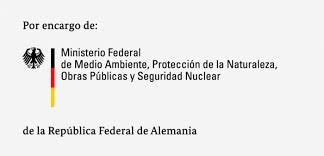 Por encargo de:
Ministerio Federal
de Medio Ambiente, Protección de la Naturaleza,
Obras Públicas y Seguridad Nuclear
de la República Federal de Alemania